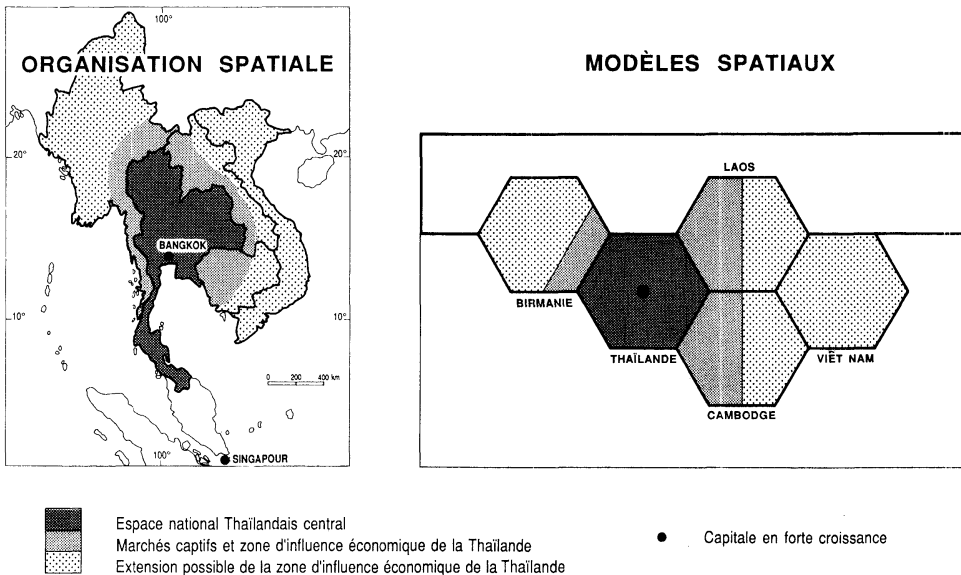 100°
ORGANISATION SPATIALE
MODÈLES SPATIAUX
20°
20°
LAOS
BANGKOK
BIRMANIE
10°
10°
THAÏLANDE
VIÊT NAM
0 200 400 km
CAMBODGE
100°
SINGAPOUR
Espace national Thaïlandais central
Marchés captifs et zone d'influence économique de la Thaïlande
Extension possible de la zone d'influence économique de la Thaïlande
Capitale en forte croissance